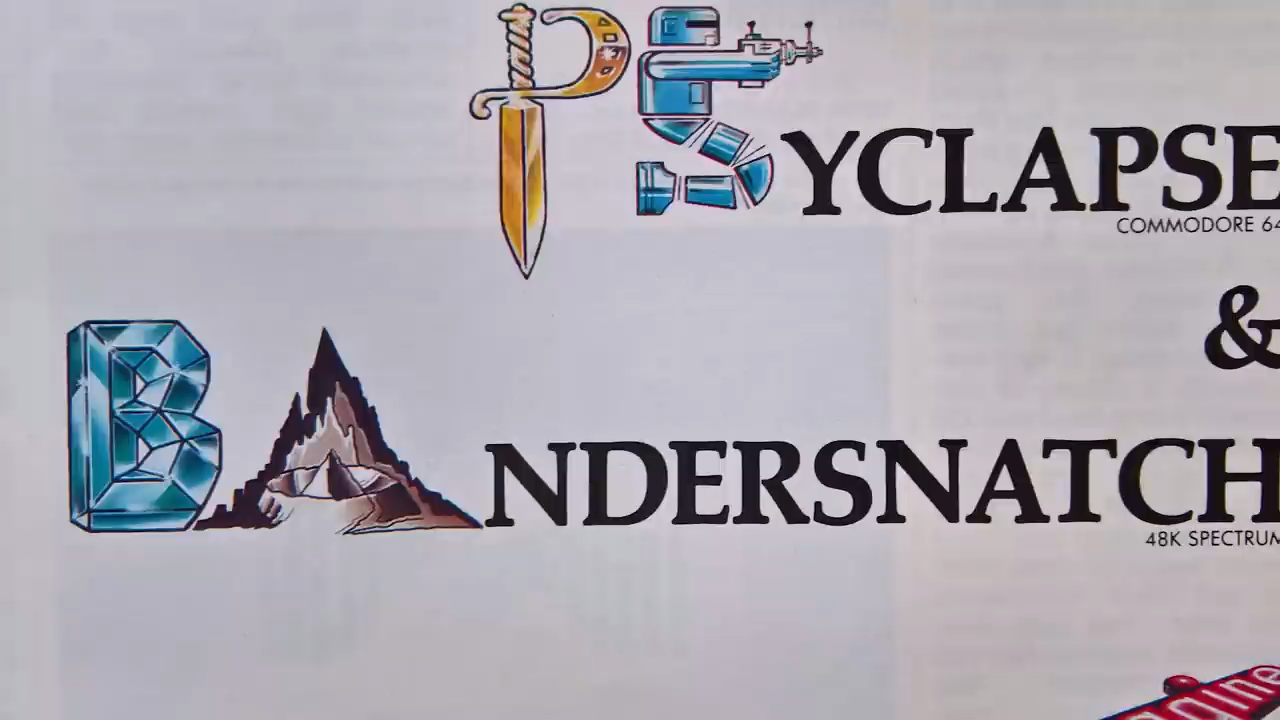 PSYCLAPSE
COMMODORE 64
&
BANDERSNATCH
48K SPECTRUM